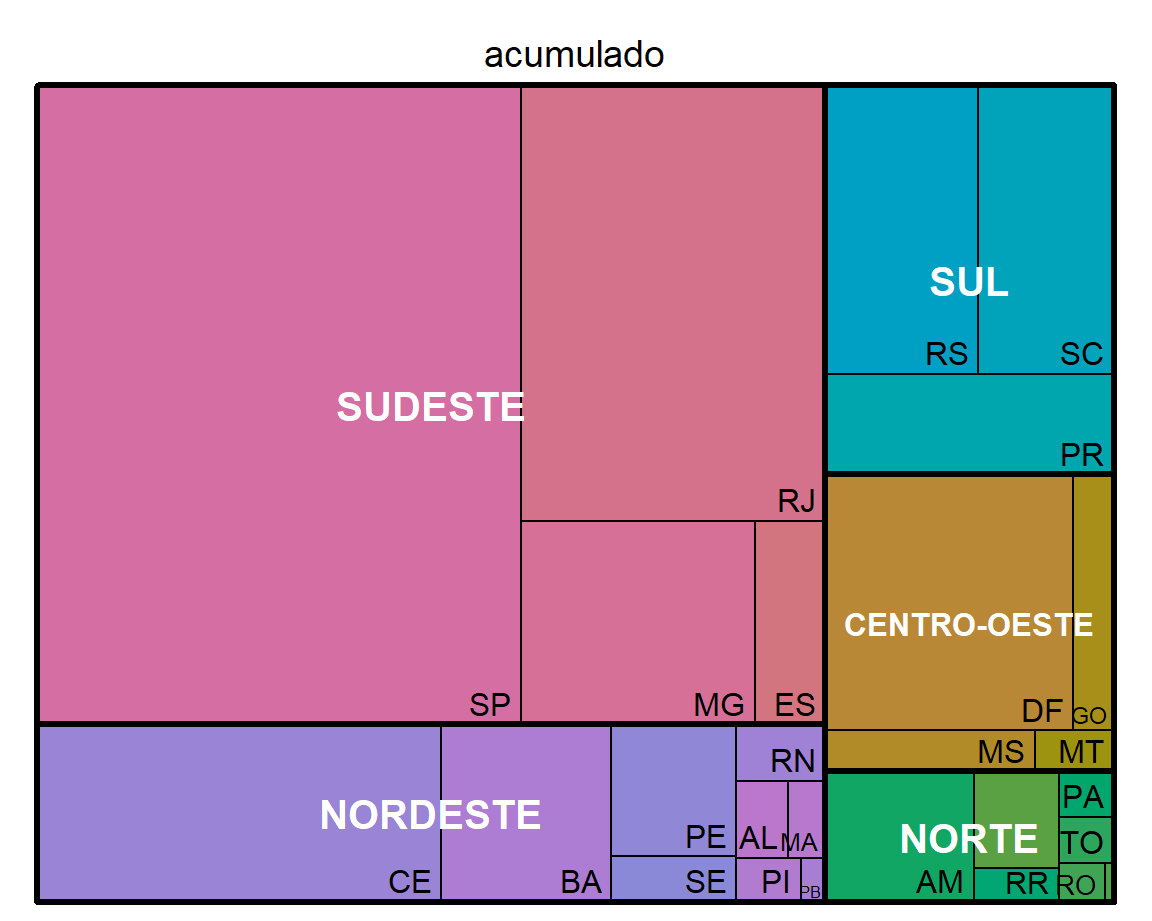 acumulado
SUDESTE
SP
RJ
MG
ES
NORDESTE
CE
BA
PE
SE
RN
AL
MA
PI
PB
SUL
RS
SC
PR
CENTRO-OESTE
DF
GO
MS
MT
NORTE
AM
RR
PA
TO
RO